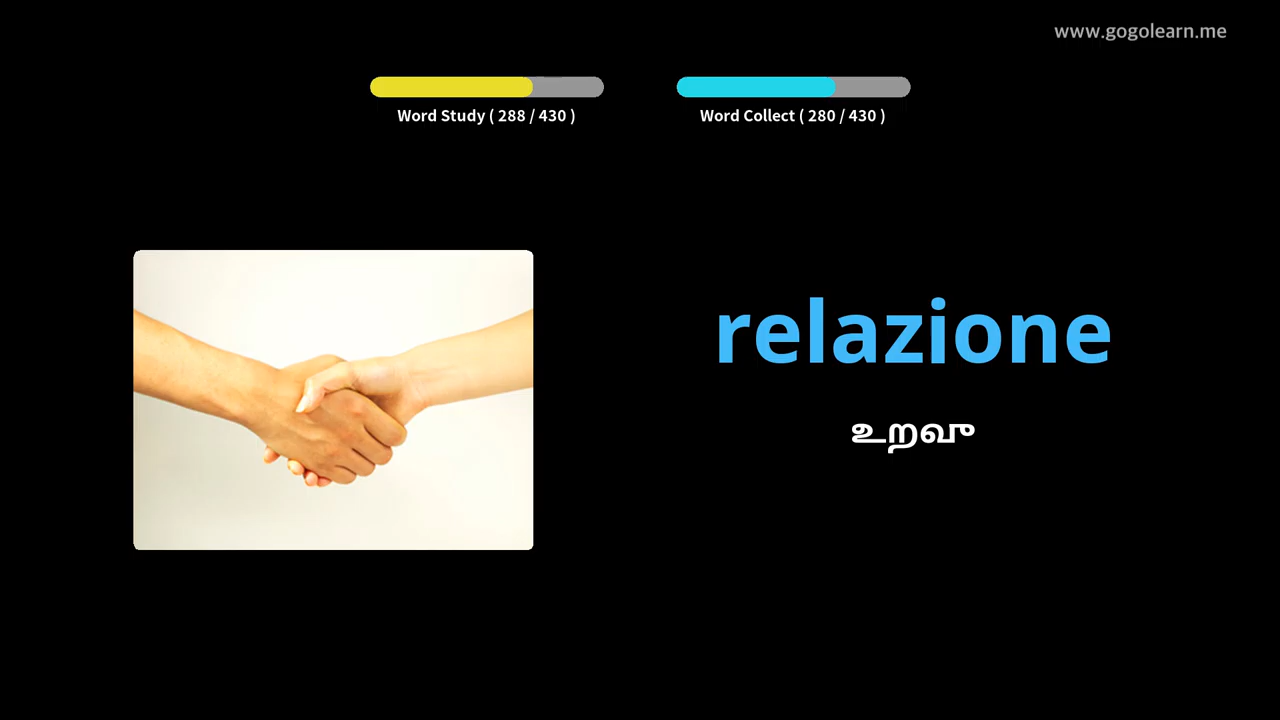 www.gogolearn.me
Word Study ( 288 / 430 )
Word Collect ( 280 / 430 )
relazione
உறவு